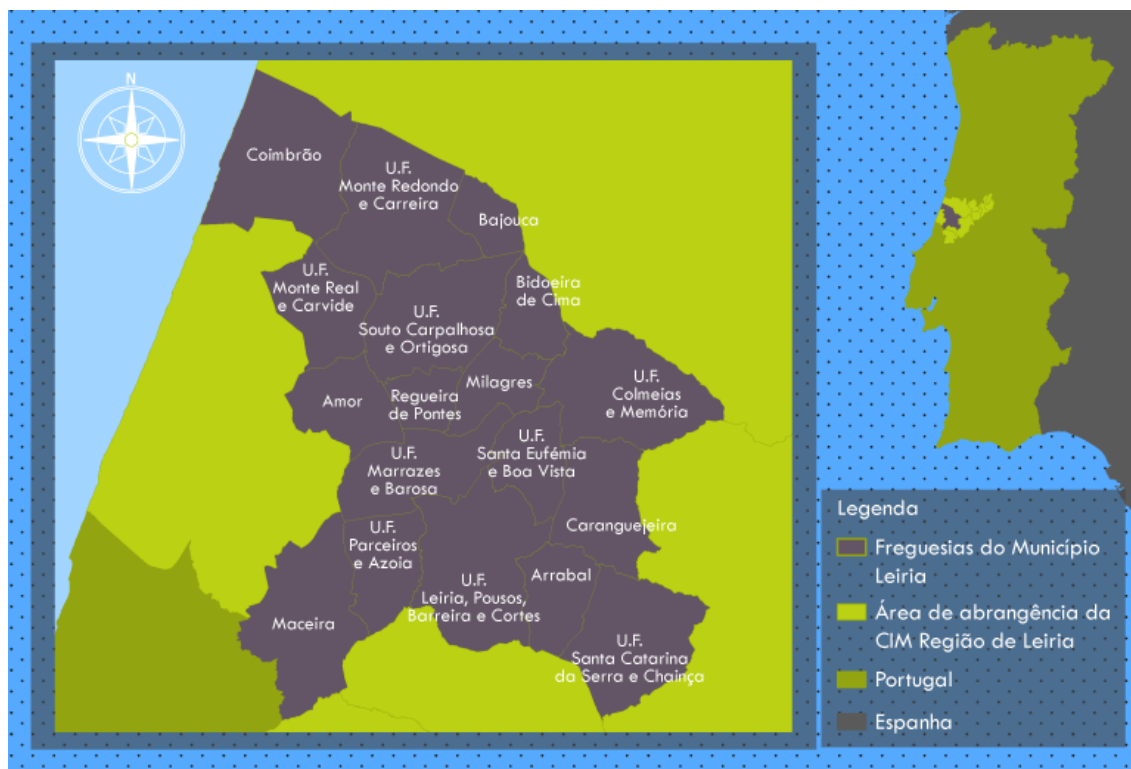 N
Coimbrão
U.F.
Monte Redondo
e Carreira
Bajouca
U.F.
Monte Real
e Carvide
Bidoeira
de Cima
U.F.
Souto Carpalhosa
e Ortigosa
Milagres
U.F.
Colmeias
e Memória
Amor
Regueira
de Pontes
U.F.
Santa Eufémia
e Boa Vista
U.F.
Marrazes
e Barosa
Caranguejeira
U.F.
Parceiros
e Azoia
Arrabal
U.F.
Leiria, Pousos,
Barreira e Cortes
Maceira
U.F.
Santa Catarina
da Serra e Chainça
Legenda
Freguesias do Município
Leiria
Área de abrangência da
CIM Região de Leiria
Portugal
Espanha